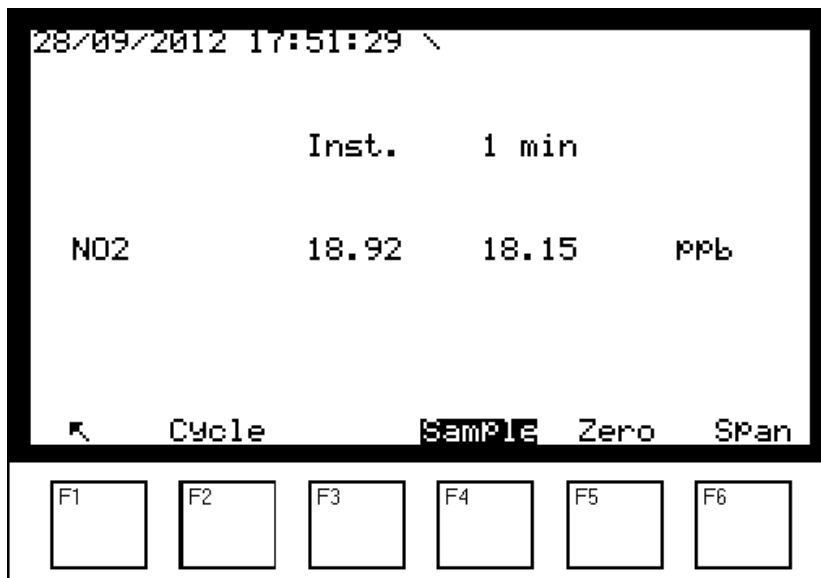 28/09/2012 17:51:29 \
Inst. 1 min
NO2 18.92 18.15 ppb
↖ Cycle Sample Zero Span
F1 F2 F3 F4 F5 F6